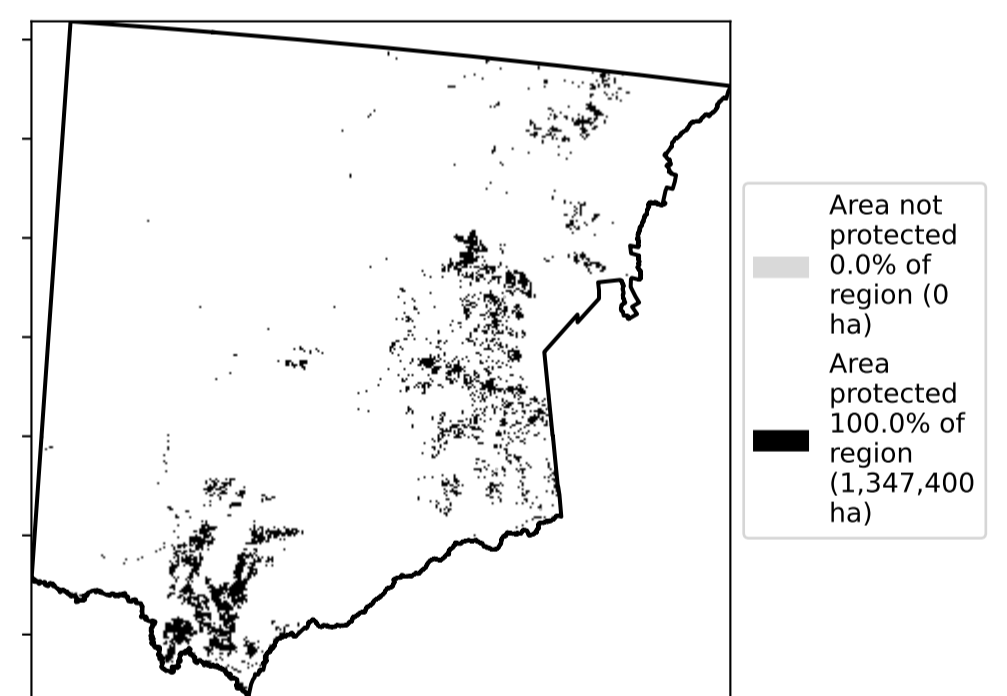 Area not
protected
0.0% of
region (0
ha)
Area
protected
100.0% of
region
(1,347,400
ha)